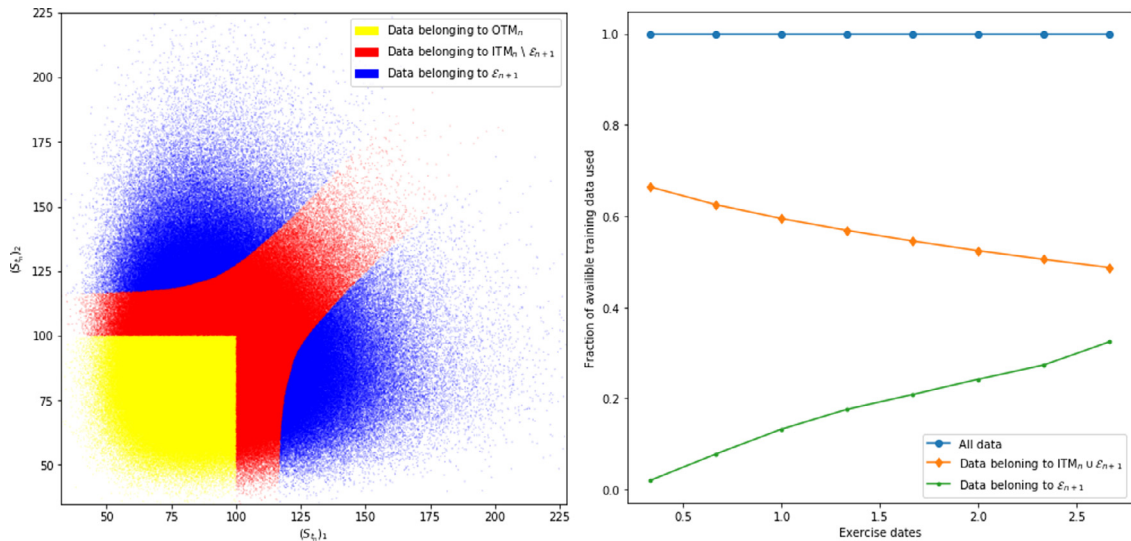 225
200
175
150
125
100
75
50
(S_{t_n})_2
Data belonging to OTM_n
Data belonging to ITM_n \ ℰ_{n+1}
Data belonging to ℰ_{n+1}
50 75 100 125 150 175 200 225
(S_{t_n})_1
1.0
0.8
0.6
0.4
0.2
0.0
Fraction of availible training data used
All data
Data beloning to ITM_n ∪ ℰ_{n+1}
Data beloning to ℰ_{n+1}
0.5 1.0 1.5 2.0 2.5
Exercise dates